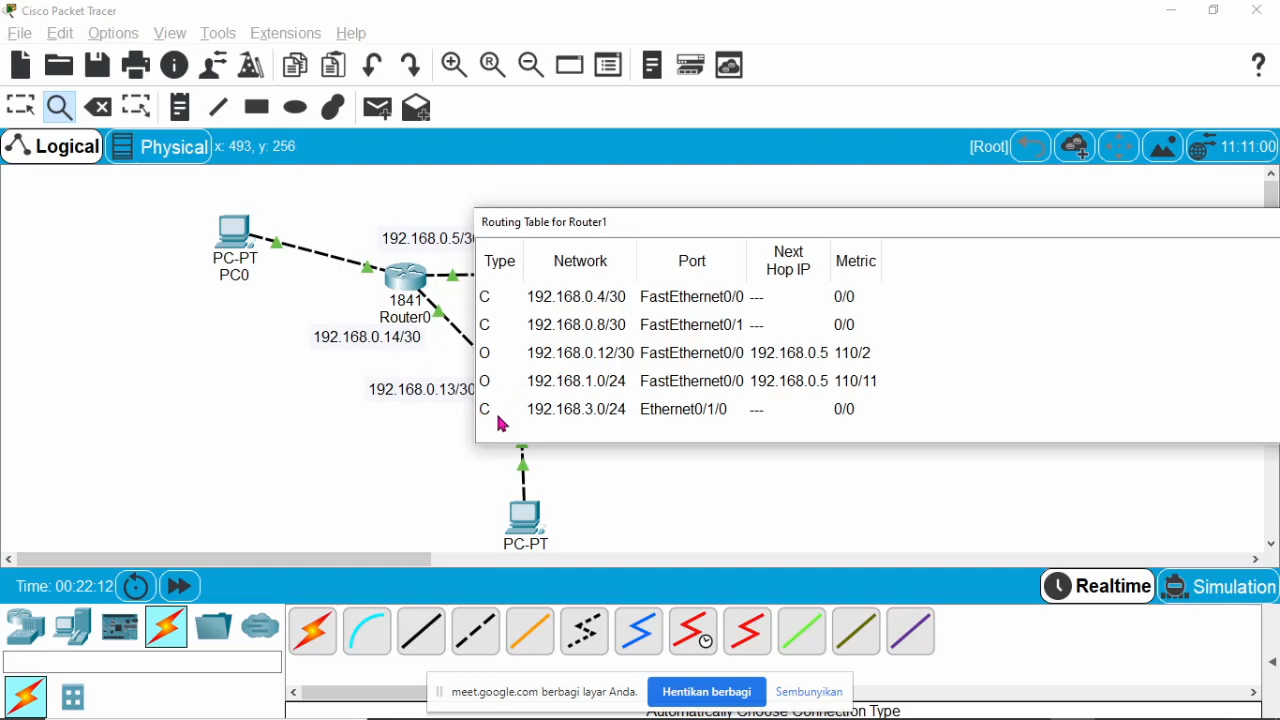 Cisco Packet Tracer
File Edit Options View Tools Extensions Help
Logical Physical x: 493, y: 256 [Root] 11:11:00
PC-PT
PC0
192.168.0.5/30
1841
Router0
192.168.0.14/30
192.168.0.13/30
Routing Table for Router1
Type Network Port Next Hop IP Metric
C 192.168.0.4/30 FastEthernet0/0 --- 0/0
C 192.168.0.8/30 FastEthernet0/1 --- 0/0
O 192.168.0.12/30 FastEthernet0/0 192.168.0.5 110/2
O 192.168.1.0/24 FastEthernet0/0 192.168.0.5 110/11
C 192.168.3.0/24 Ethernet0/1/0 --- 0/0
PC-PT
Time: 00:22:12 Realtime Simulation
meet.google.com berbagi layar Anda. Hentikan berbagi Sembunyikan
Automatically Choose Connection Type